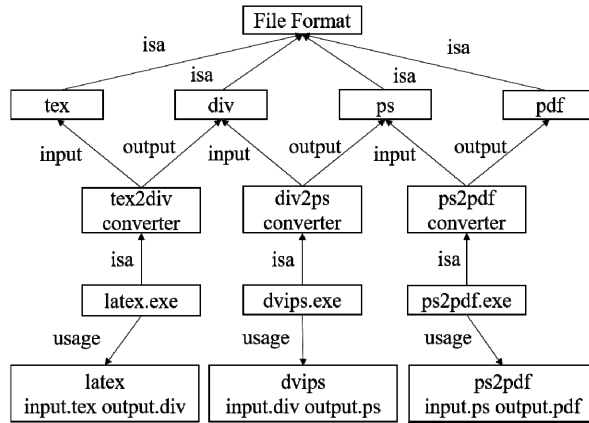 File Format
isa isa isa isa
tex div ps pdf
input output input output input output
tex2div
converter
div2ps
converter
ps2pdf
converter
isa isa isa
latex.exe dvips.exe ps2pdf.exe
usage usage usage
latex
input.tex output.div
dvips
input.div output.ps
ps2pdf
input.ps output.pdf